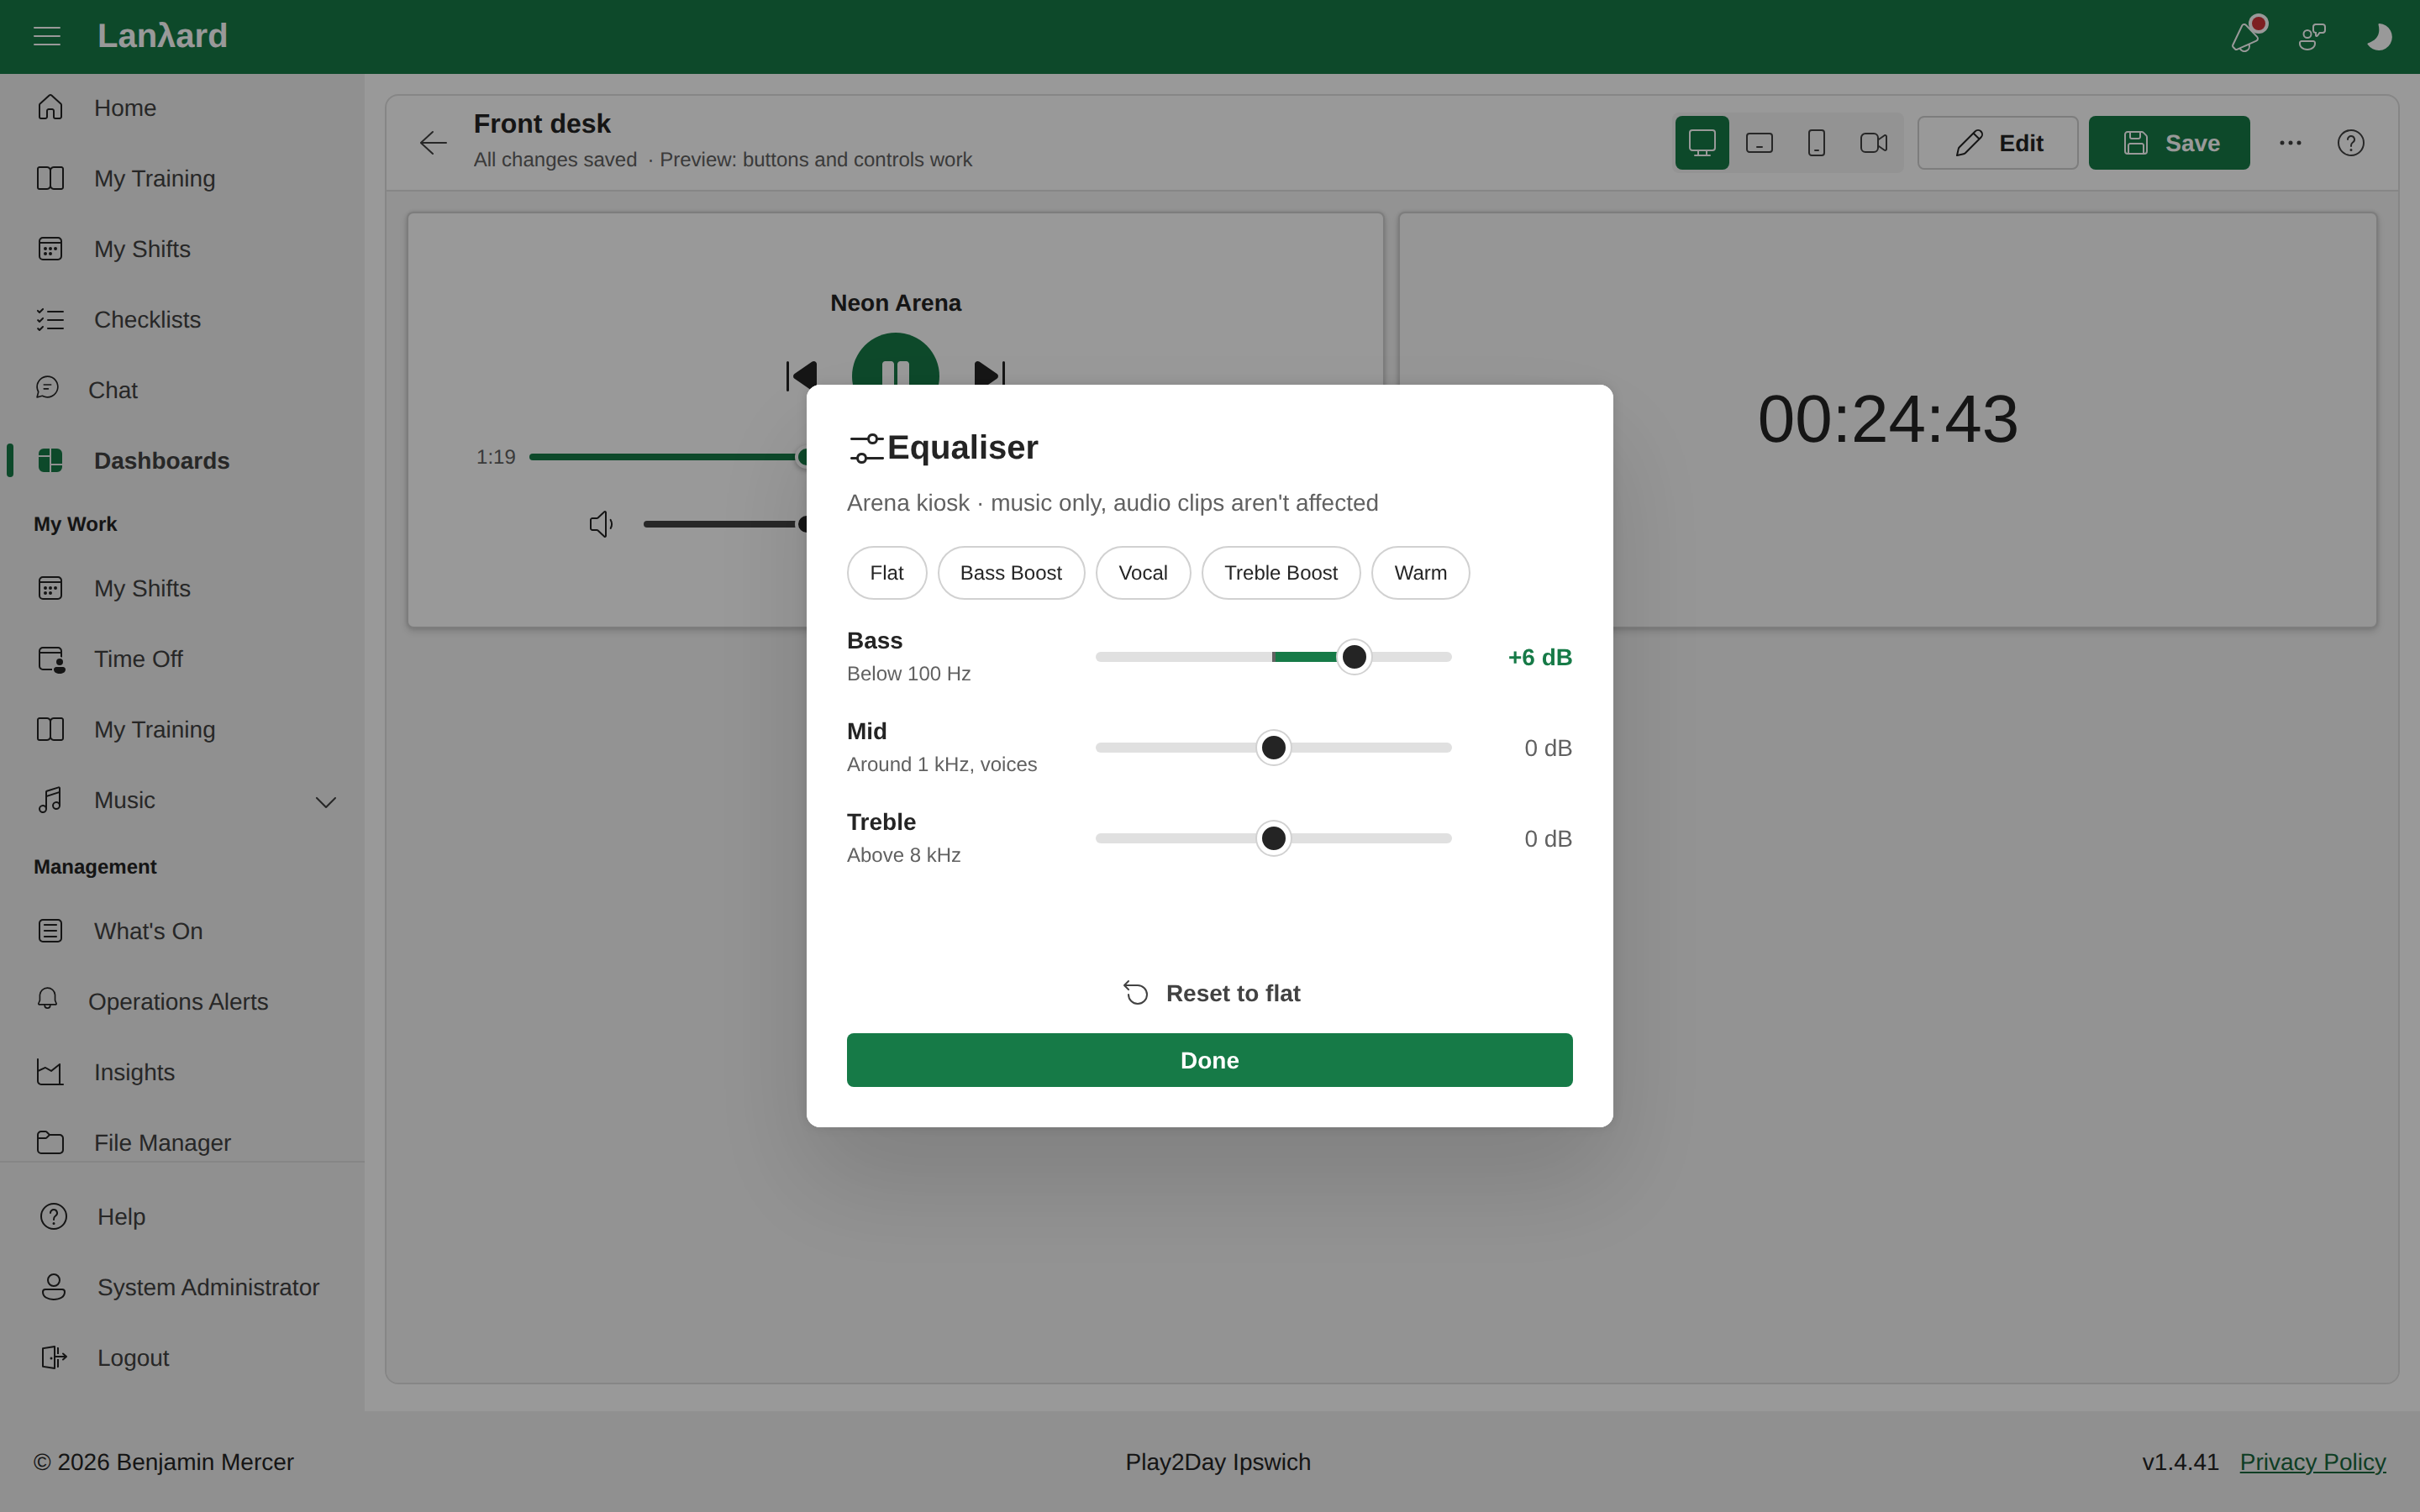 Lanλard
Home
My Training
My Shifts
Checklists
Chat
Dashboards
My Work
My Shifts
Time Off
My Training
Music
Management
What's On
Operations Alerts
Insights
File Manager
Help
System Administrator
Logout
Front desk
All changes saved · Preview: buttons and controls work
Edit
Save
Neon Arena
1:19
00:24:43
Equaliser
Arena kiosk · music only, audio clips aren't affected
Flat
Bass Boost
Vocal
Treble Boost
Warm
Bass
Below 100 Hz
+6 dB
Mid
Around 1 kHz, voices
0 dB
Treble
Above 8 kHz
0 dB
Reset to flat
Done
© 2026 Benjamin Mercer
Play2Day Ipswich
v1.4.41
Privacy Policy